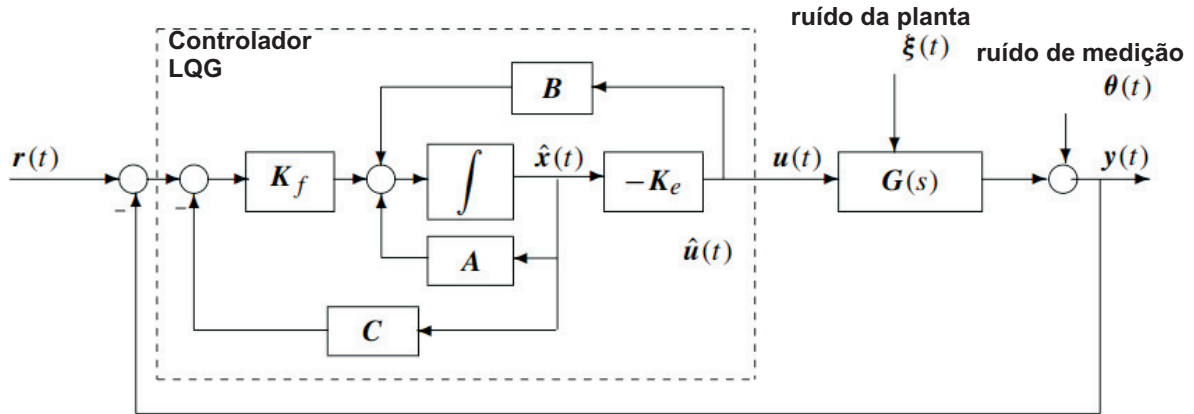 ruído da planta
ξ(t)
ruído de medição
θ(t)
Controlador
LQG
B
r(t)
K_f
∫
x̂(t)
−K_e
u(t)
G(s)
y(t)
−
−
A
û(t)
C